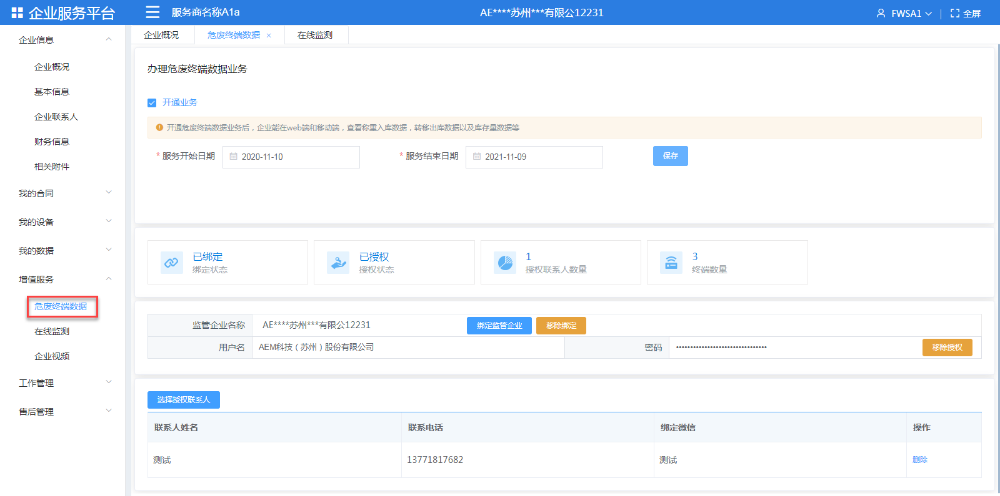 企业服务平台
服务商名称A1a
AE****苏州***有限公12231
FWSA1
全屏
企业信息
企业概况
基本信息
企业联系人
财务信息
相关附件
我的合同
我的设备
我的数据
增值服务
危废终端数据
在线监测
企业视频
工作管理
售后管理
企业概况
危废终端数据 ×
在线监测
办理危废终端数据业务
开通业务
开通危废终端数据业务后，企业能在web端和移动端，查看称重入库数据，转移出库数据以及库存量数据等
* 服务开始日期 2020-11-10
* 服务结束日期 2021-11-09
保存
已绑定
绑定状态
已授权
授权状态
1
授权联系人数量
3
终端数量
监管企业名称 AE****苏州***有限公12231 绑定监管企业 移除绑定
用户名 AEM科技（苏州）股份有限公司 密码 移除授权
选择授权联系人
联系人姓名 联系电话 绑定微信 操作
测试 13771817682 测试 删除